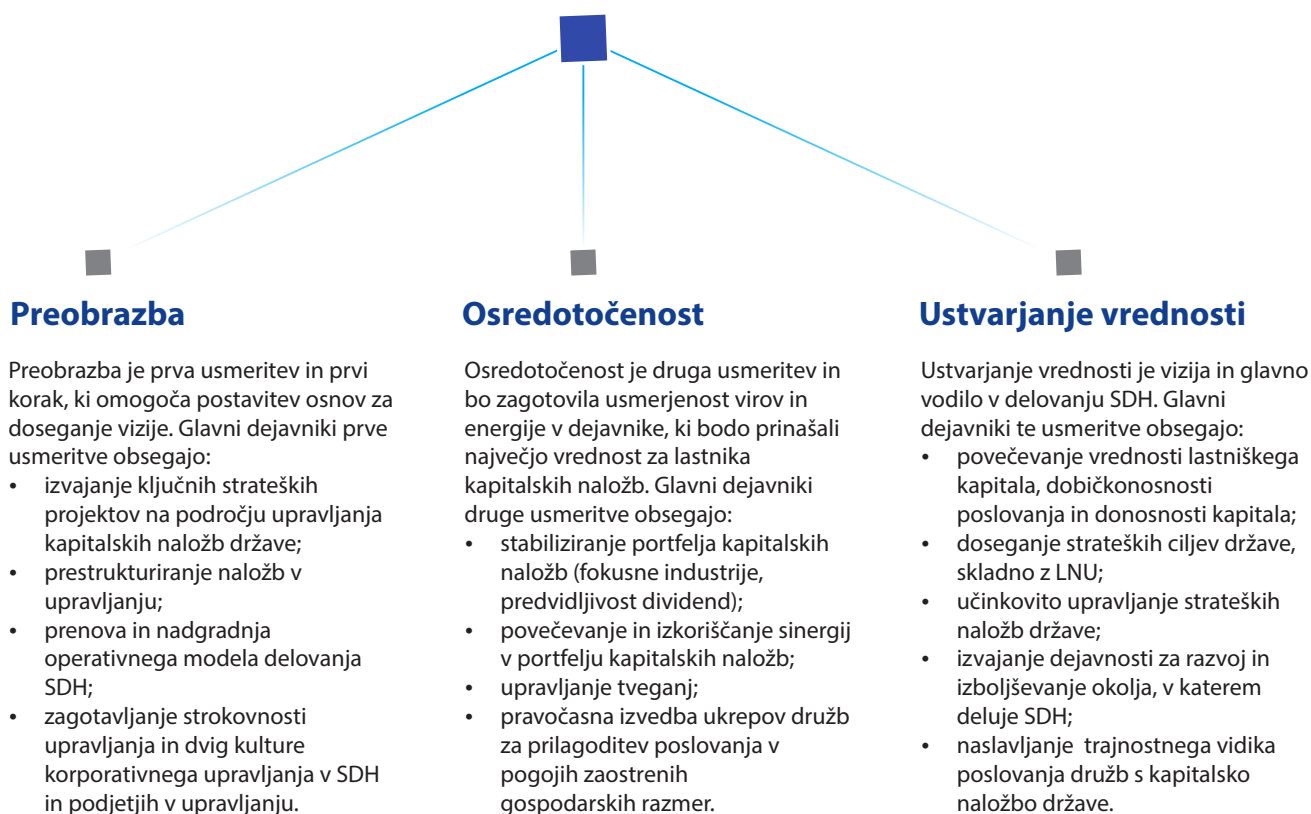 Preobrazba
Preobrazba je prva usmeritev in prvi
korak, ki omogoča postavitev osnov za
doseganje vizije. Glavni dejavniki prve
usmeritve obsegajo:
• izvajanje ključnih strateških
projektov na področju upravljanja
kapitalskih naložb države;
• prestrukturiranje naložb v
upravljanju;
• prenova in nadgradnja
operativnega modela delovanja
SDH;
• zagotavljanje strokovnosti
upravljanja in dvig kulture
korporativnega upravljanja v SDH
in podjetjih v upravljanju.
Osredotočenost
Osredotočenost je druga usmeritev in
bo zagotovila usmerjenost virov in
energije v dejavnike, ki bodo prinašali
največjo vrednost za lastnika
kapitalskih naložb. Glavni dejavniki
druge usmeritve obsegajo:
• stabiliziranje portfelja kapitalskih
naložb (fokusne industrije,
predvidljivost dividend);
• povečevanje in izkoriščanje sinergij
v portfelju kapitalskih naložb;
• upravljanje tveganj;
• pravočasna izvedba ukrepov družb
za prilagoditev poslovanja v
pogojih zaostrenih
gospodarskih razmer.
Ustvarjanje vrednosti
Ustvarjanje vrednosti je vizija in glavno
vodilo v delovanju SDH. Glavni
dejavniki te usmeritve obsegajo:
• povečevanje vrednosti lastniškega
kapitala, dobičkonosnosti
poslovanja in donosnosti kapitala;
• doseganje strateških ciljev države,
skladno z LNU;
• učinkovito upravljanje strateških
naložb države;
• izvajanje dejavnosti za razvoj in
izboljševanje okolja, v katerem
deluje SDH;
• naslavljanje trajnostnega vidika
poslovanja družb s kapitalsko
naložbo države.